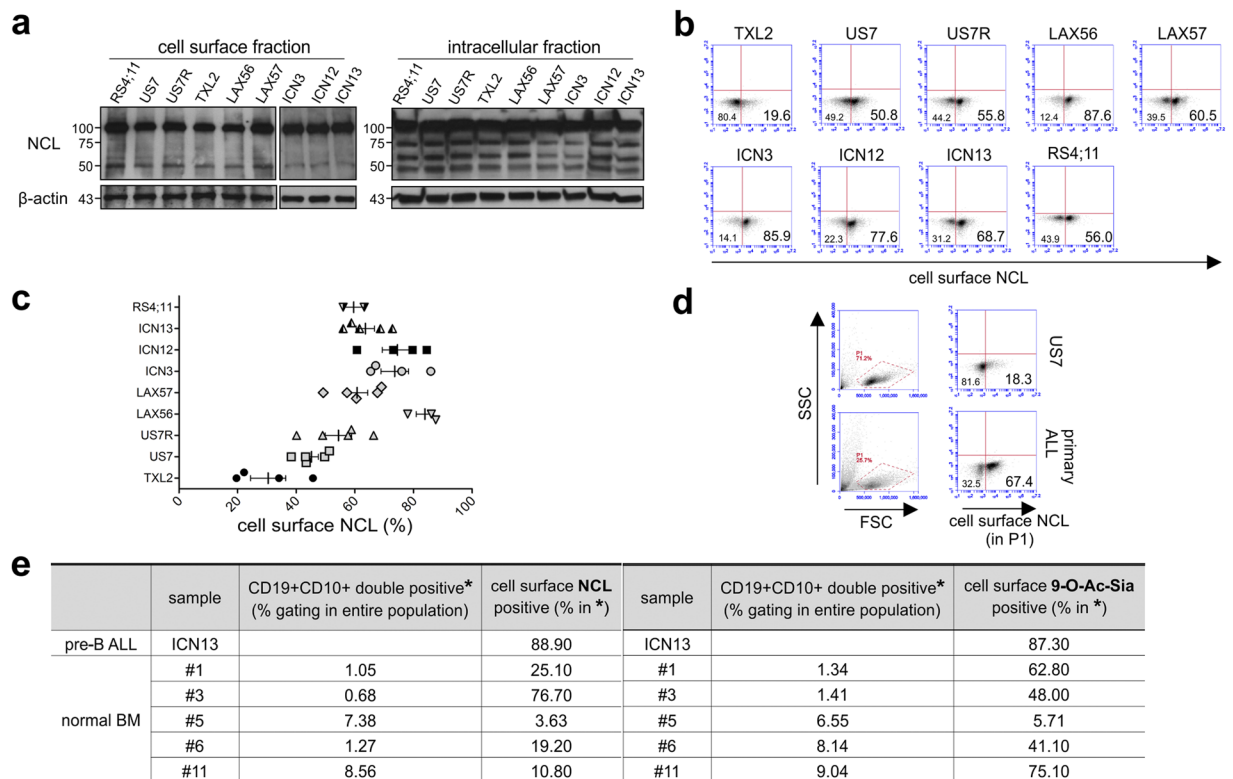 a
cell surface fraction
intracellular fraction
RS4;11 US7 US7R TXL2 LAX56 LAX57 ICN3 ICN12 ICN13
RS4;11 US7 US7R TXL2 LAX56 LAX57 ICN3 ICN12 ICN13
NCL
100
75
50
100
75
50
β-actin
43
43
b
TXL2 US7 US7R LAX56 LAX57
80.4 19.6
49.2 50.8
44.2 55.8
12.4 87.6
39.5 60.5
ICN3 ICN12 ICN13 RS4;11
14.1 85.9
22.3 77.6
31.2 68.7
43.9 56.0
cell surface NCL
c
RS4;11
ICN13
ICN12
ICN3
LAX57
LAX56
US7R
US7
TXL2
0 20 40 60 80 100
cell surface NCL (%)
d
SSC
P1
71.2%
500,000 1,000,000
81.6 18.3
US7
P1
500,000 1,000,000
32.5 67.4
primary
ALL
FSC
cell surface NCL
(in P1)
e
sample
CD19+CD10+ double positive*
(% gating in entire population)
cell surface NCL
positive (% in *)
sample
CD19+CD10+ double positive*
(% gating in entire population)
cell surface 9-O-Ac-Sia
positive (% in *)
pre-B ALL ICN13 88.90 ICN13 87.30
normal BM
#1 1.05 25.10 #1 1.34 62.80
#3 0.68 76.70 #3 1.41 48.00
#5 7.38 3.63 #5 6.55 5.71
#6 1.27 19.20 #6 8.14 41.10
#11 8.56 10.80 #11 9.04 75.10